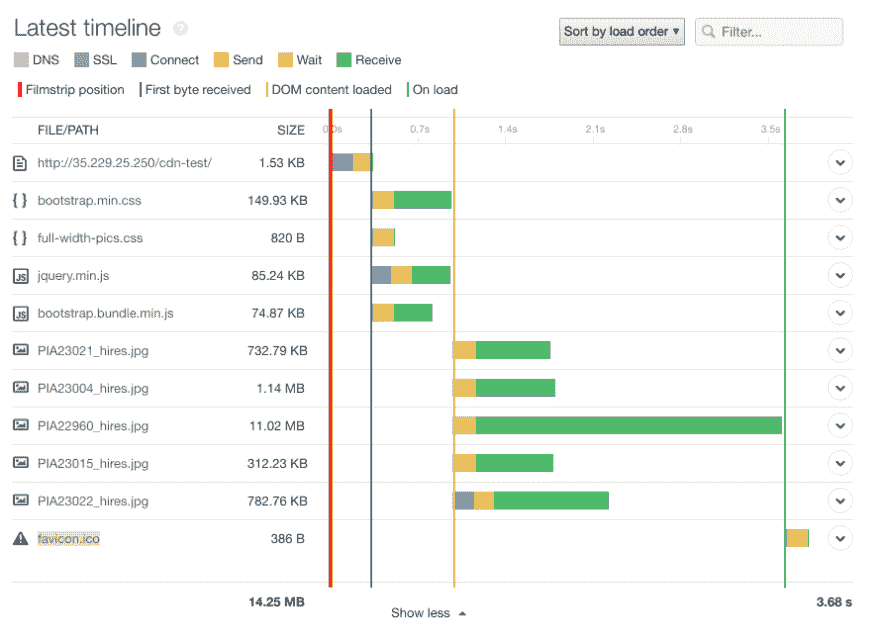 Latest timeline ?
Sort by load order ▾ Filter...
DNS SSL Connect Send Wait Receive
Filmstrip position First byte received DOM content loaded On load
FILE/PATH SIZE 0.0s 0.7s 1.4s 2.1s 2.8s 3.5s
http://35.229.25.250/cdn-test/ 1.53 KB
{ } bootstrap.min.css 149.93 KB
{ } full-width-pics.css 820 B
JS jquery.min.js 85.24 KB
JS bootstrap.bundle.min.js 74.87 KB
PIA23021_hires.jpg 732.79 KB
PIA23004_hires.jpg 1.14 MB
PIA22960_hires.jpg 11.02 MB
PIA23015_hires.jpg 312.23 KB
PIA23022_hires.jpg 782.76 KB
favicon.ico 386 B
14.25 MB 3.68 s
Show less